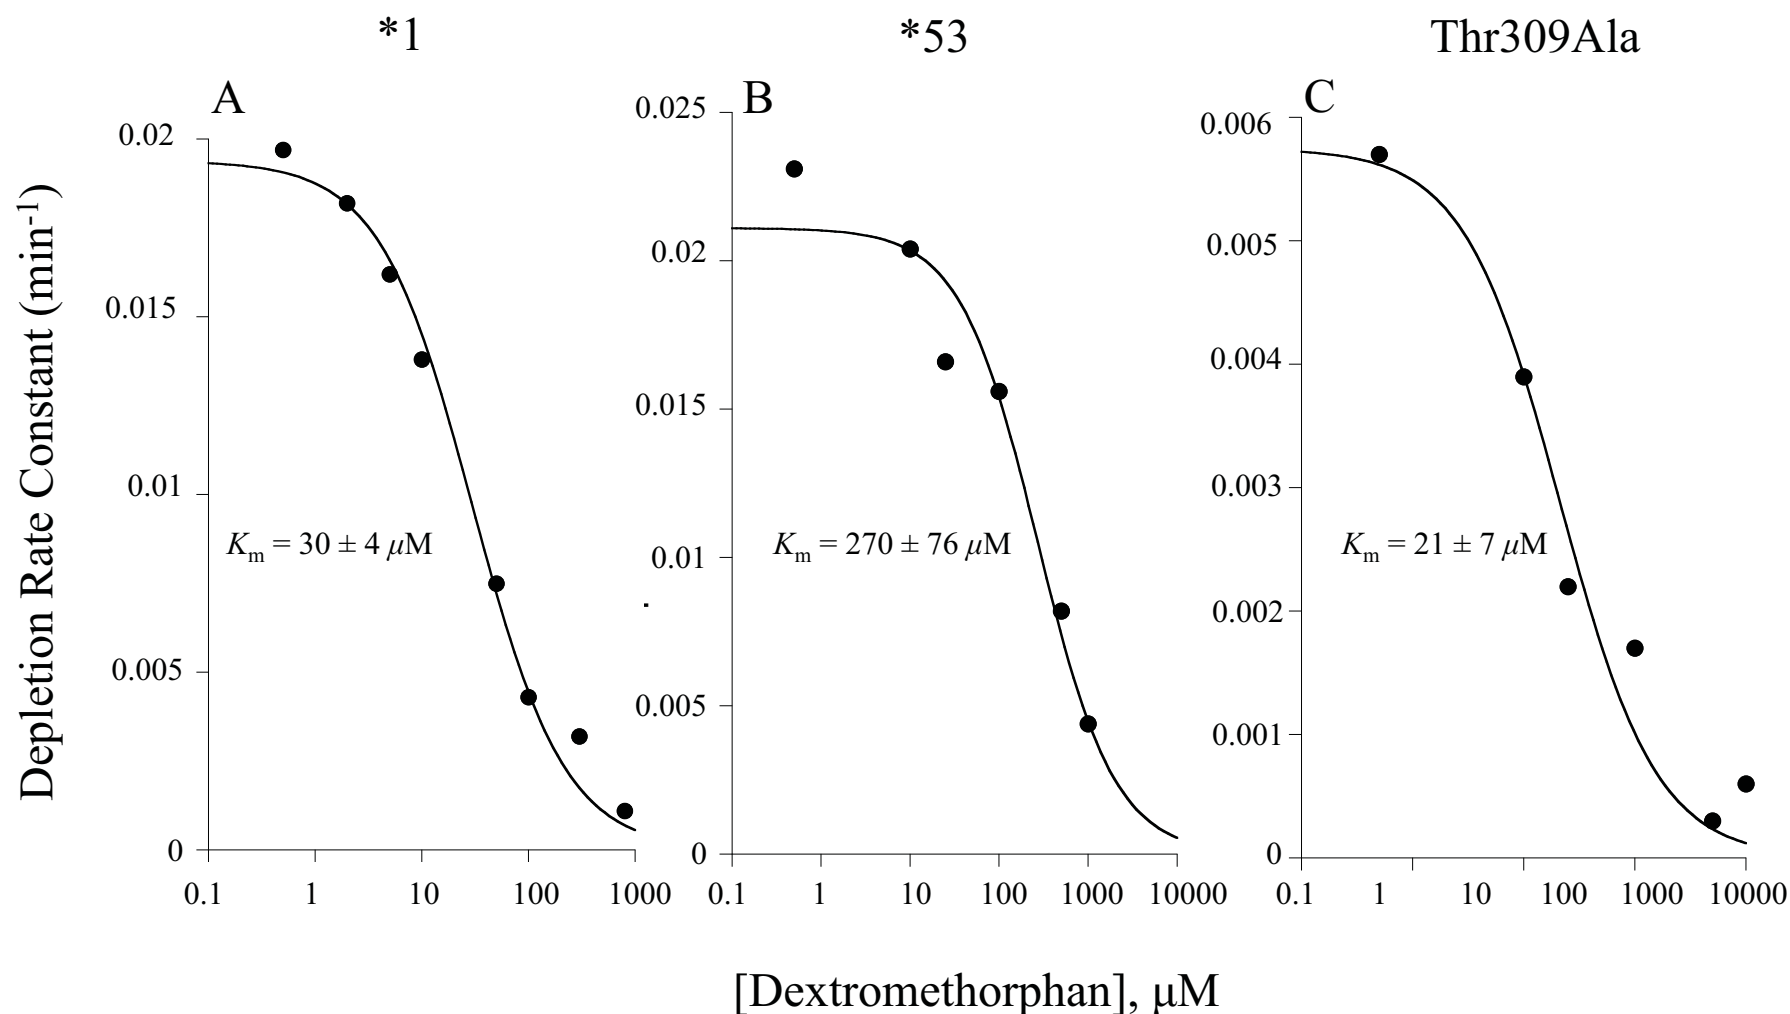 *1
*53
Thr309Ala
A
B
C
Depletion Rate Constant (min-1)
0.02
0.015
0.01
0.005
0
0.1 1 10 100 1000
Km = 30 ± 4 μM
0.025
0.02
0.015
0.01
0.005
0
0.1 1 10 100 1000 10000
Km = 270 ± 76 μM
0.006
0.005
0.004
0.003
0.002
0.001
0
0.1 1 10 100 1000 10000
Km = 21 ± 7 μM
[Dextromethorphan], μM